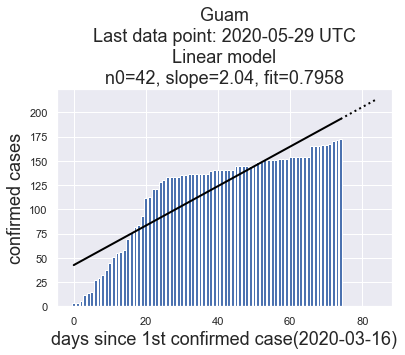 Guam
Last data point: 2020-05-29 UTC
Linear model
n0=42, slope=2.04, fit=0.7958
200
175
150
125
100
75
50
25
0
confirmed cases
0 20 40 60 80
days since 1st confirmed case(2020-03-16)